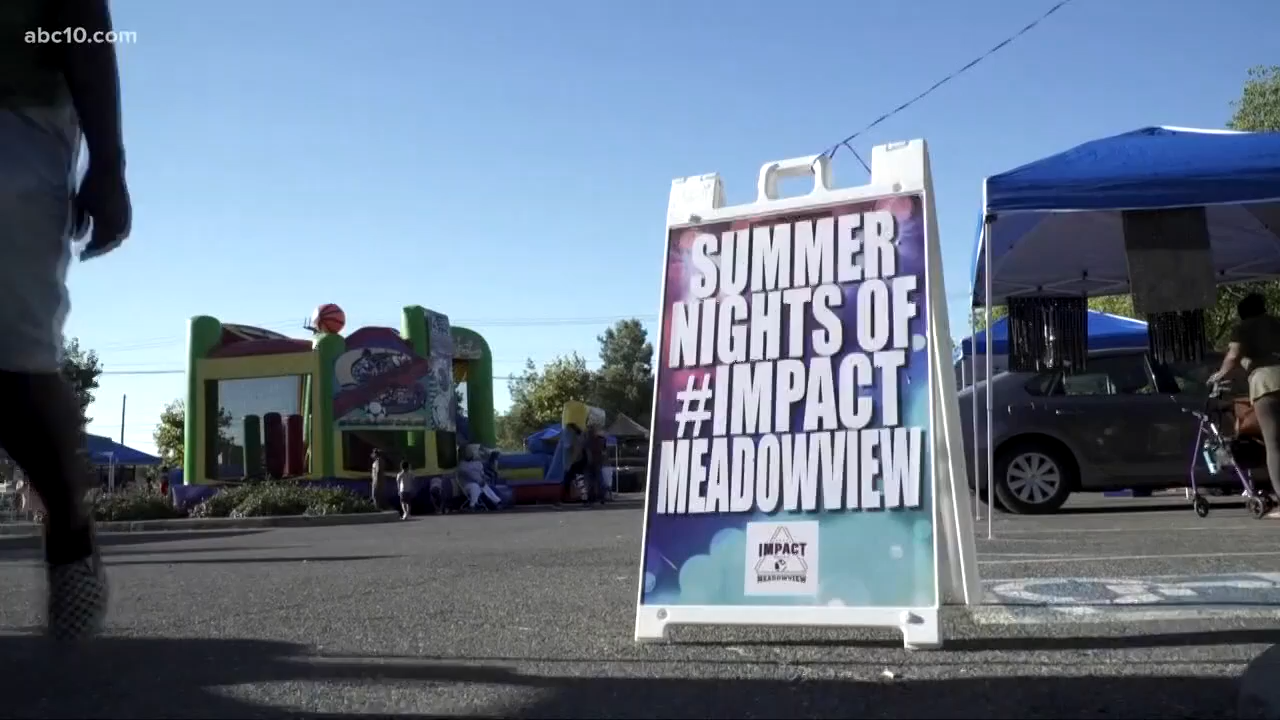 abc10.com
SUMMER
NIGHTS OF
#IMPACT
MEADOWVIEW
IMPACT
MEADOWVIEW